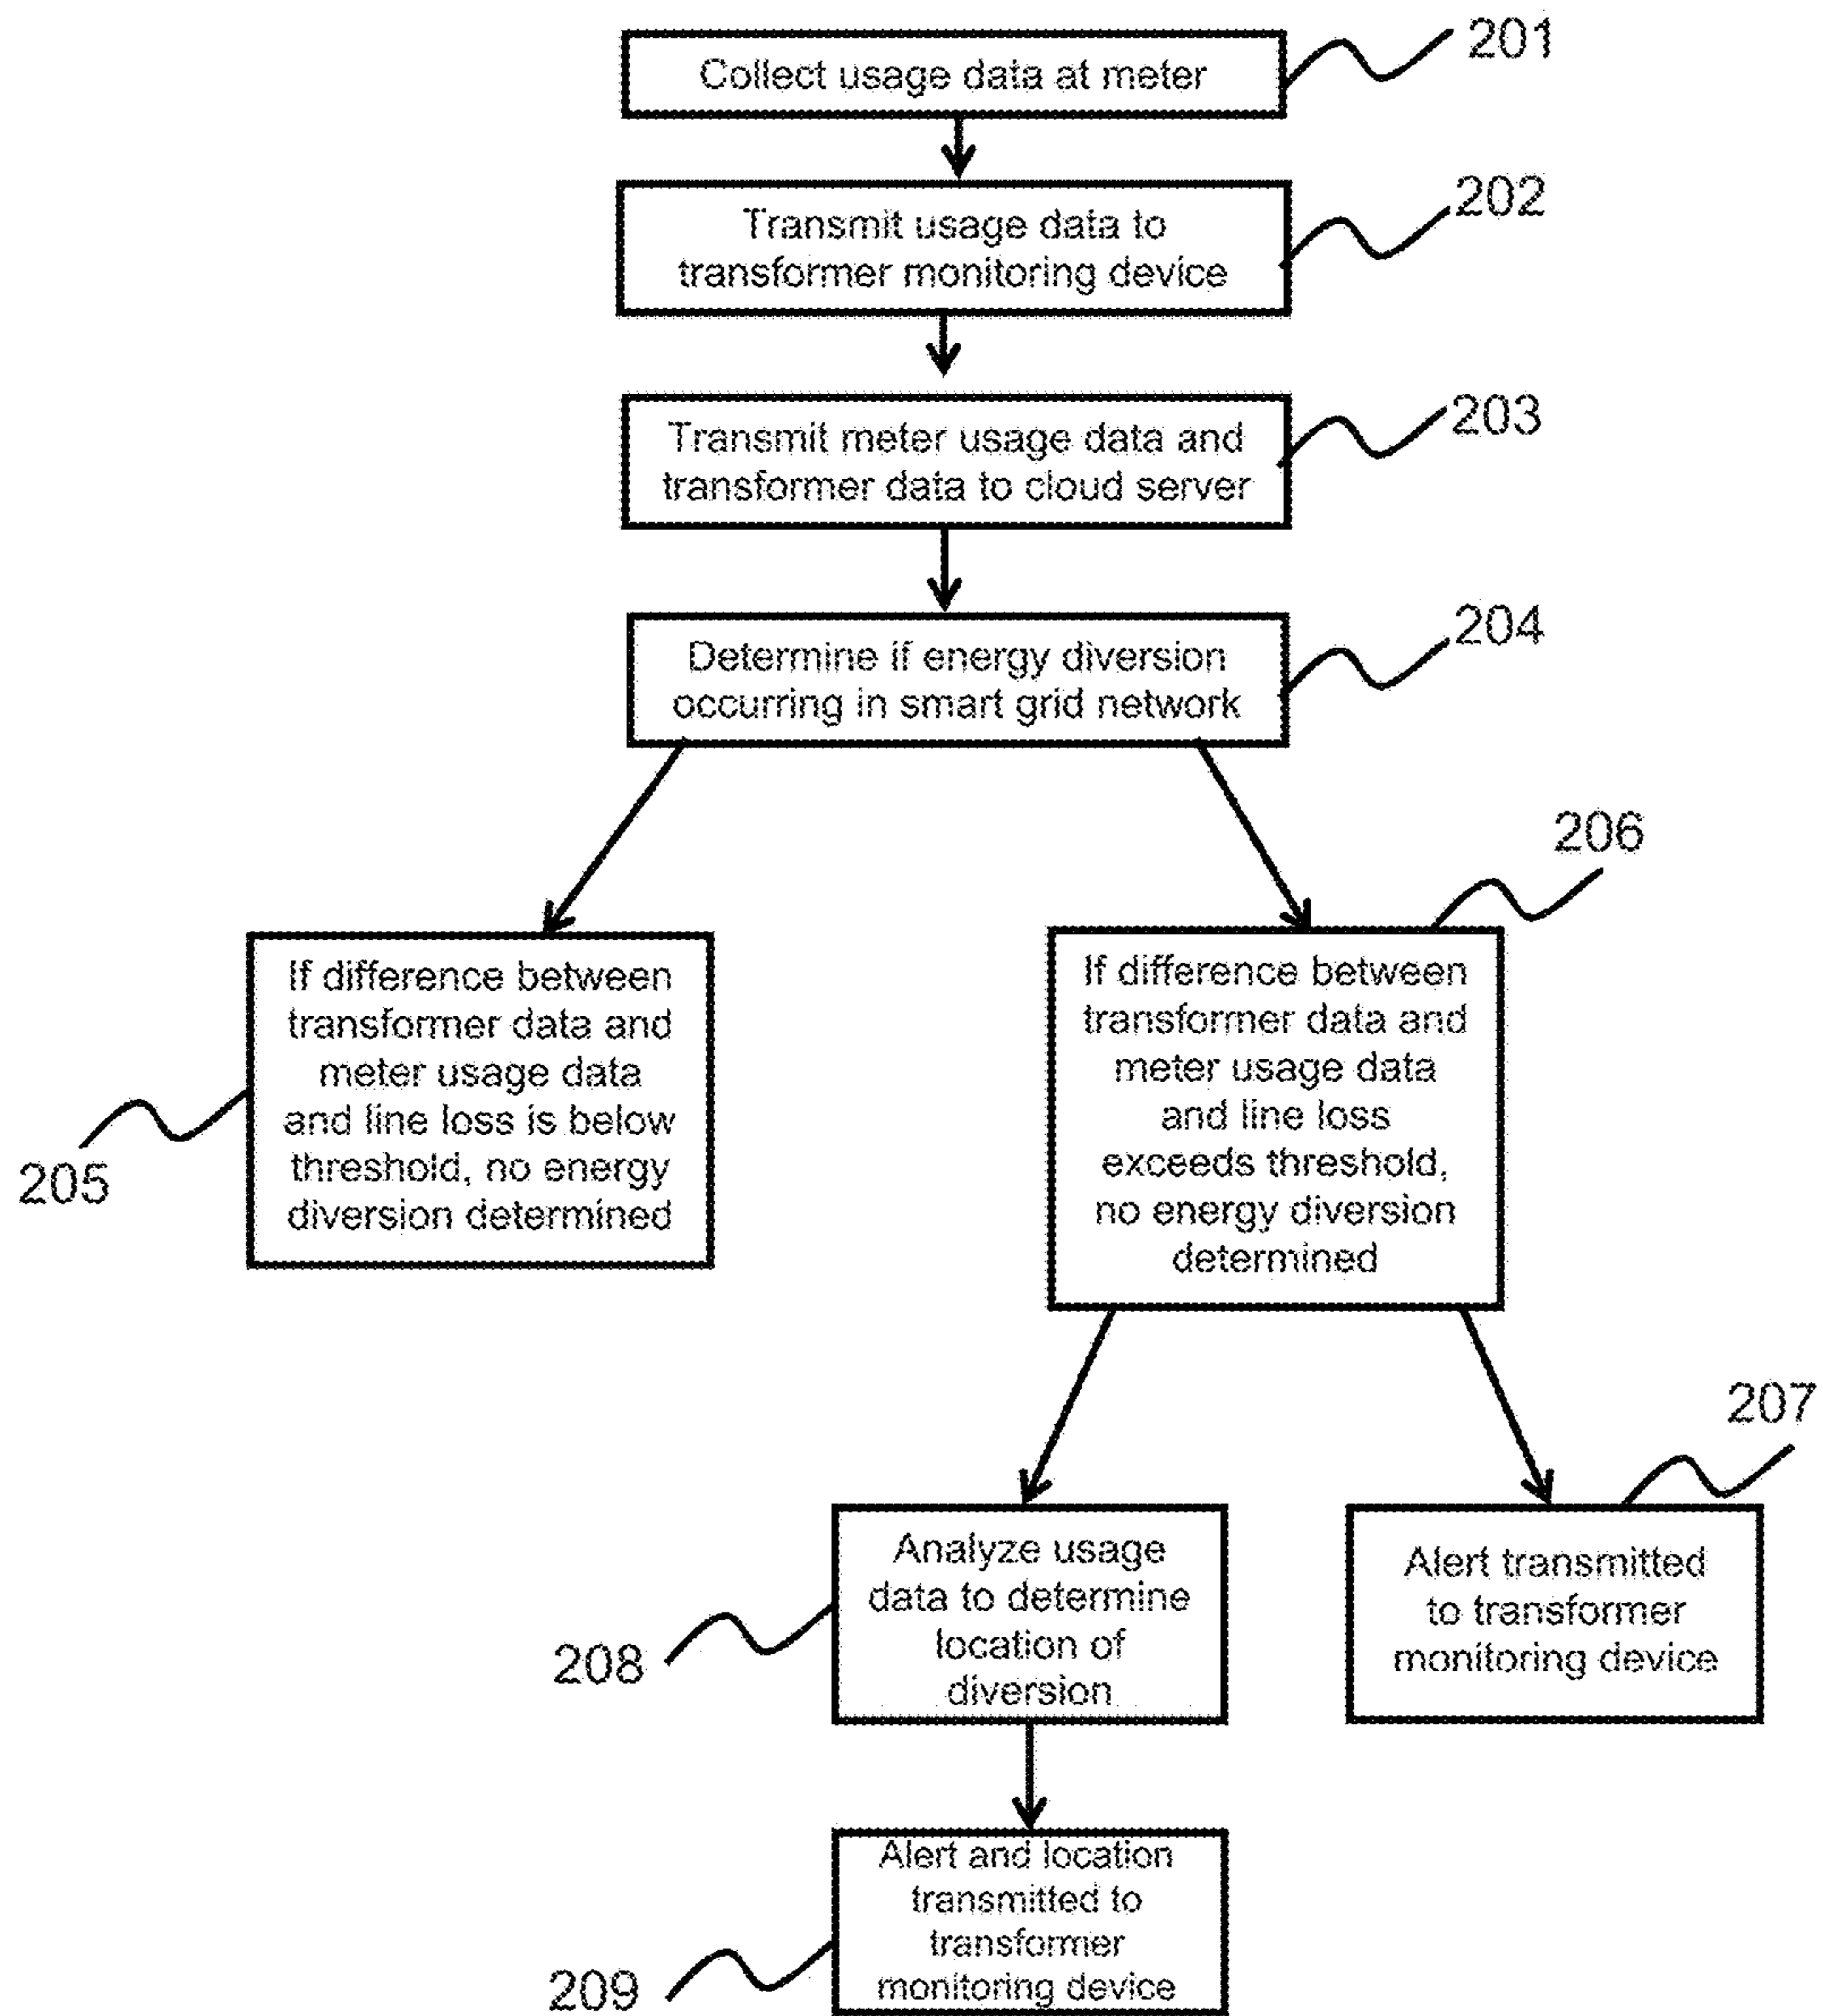 201
Collect usage data at meter
202
Transmit usage data to
transformer monitoring device
203
Transmit meter usage data and
transformer data to cloud server
204
Determine if energy diversion
occurring in smart grid network
206
If difference between
transformer data and
meter usage data
and line loss is below
threshold, no energy
diversion determined
205
If difference between
transformer data and
meter usage data
and line loss
exceeds threshold,
no energy diversion
determined
207
Analyze usage
data to determine
location of
diversion
208
Alert transmitted
to transformer
monitoring device
Alert and location
transmitted to
transformer
monitoring device
209